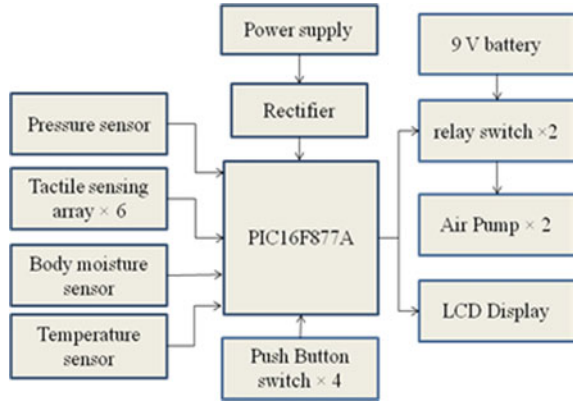 Power supply
Rectifier
9 V battery
Pressure sensor
Tactile sensing
array × 6
Body moisture
sensor
Temperature
sensor
PIC16F877A
Push Button
switch × 4
relay switch ×2
Air Pump × 2
LCD Display